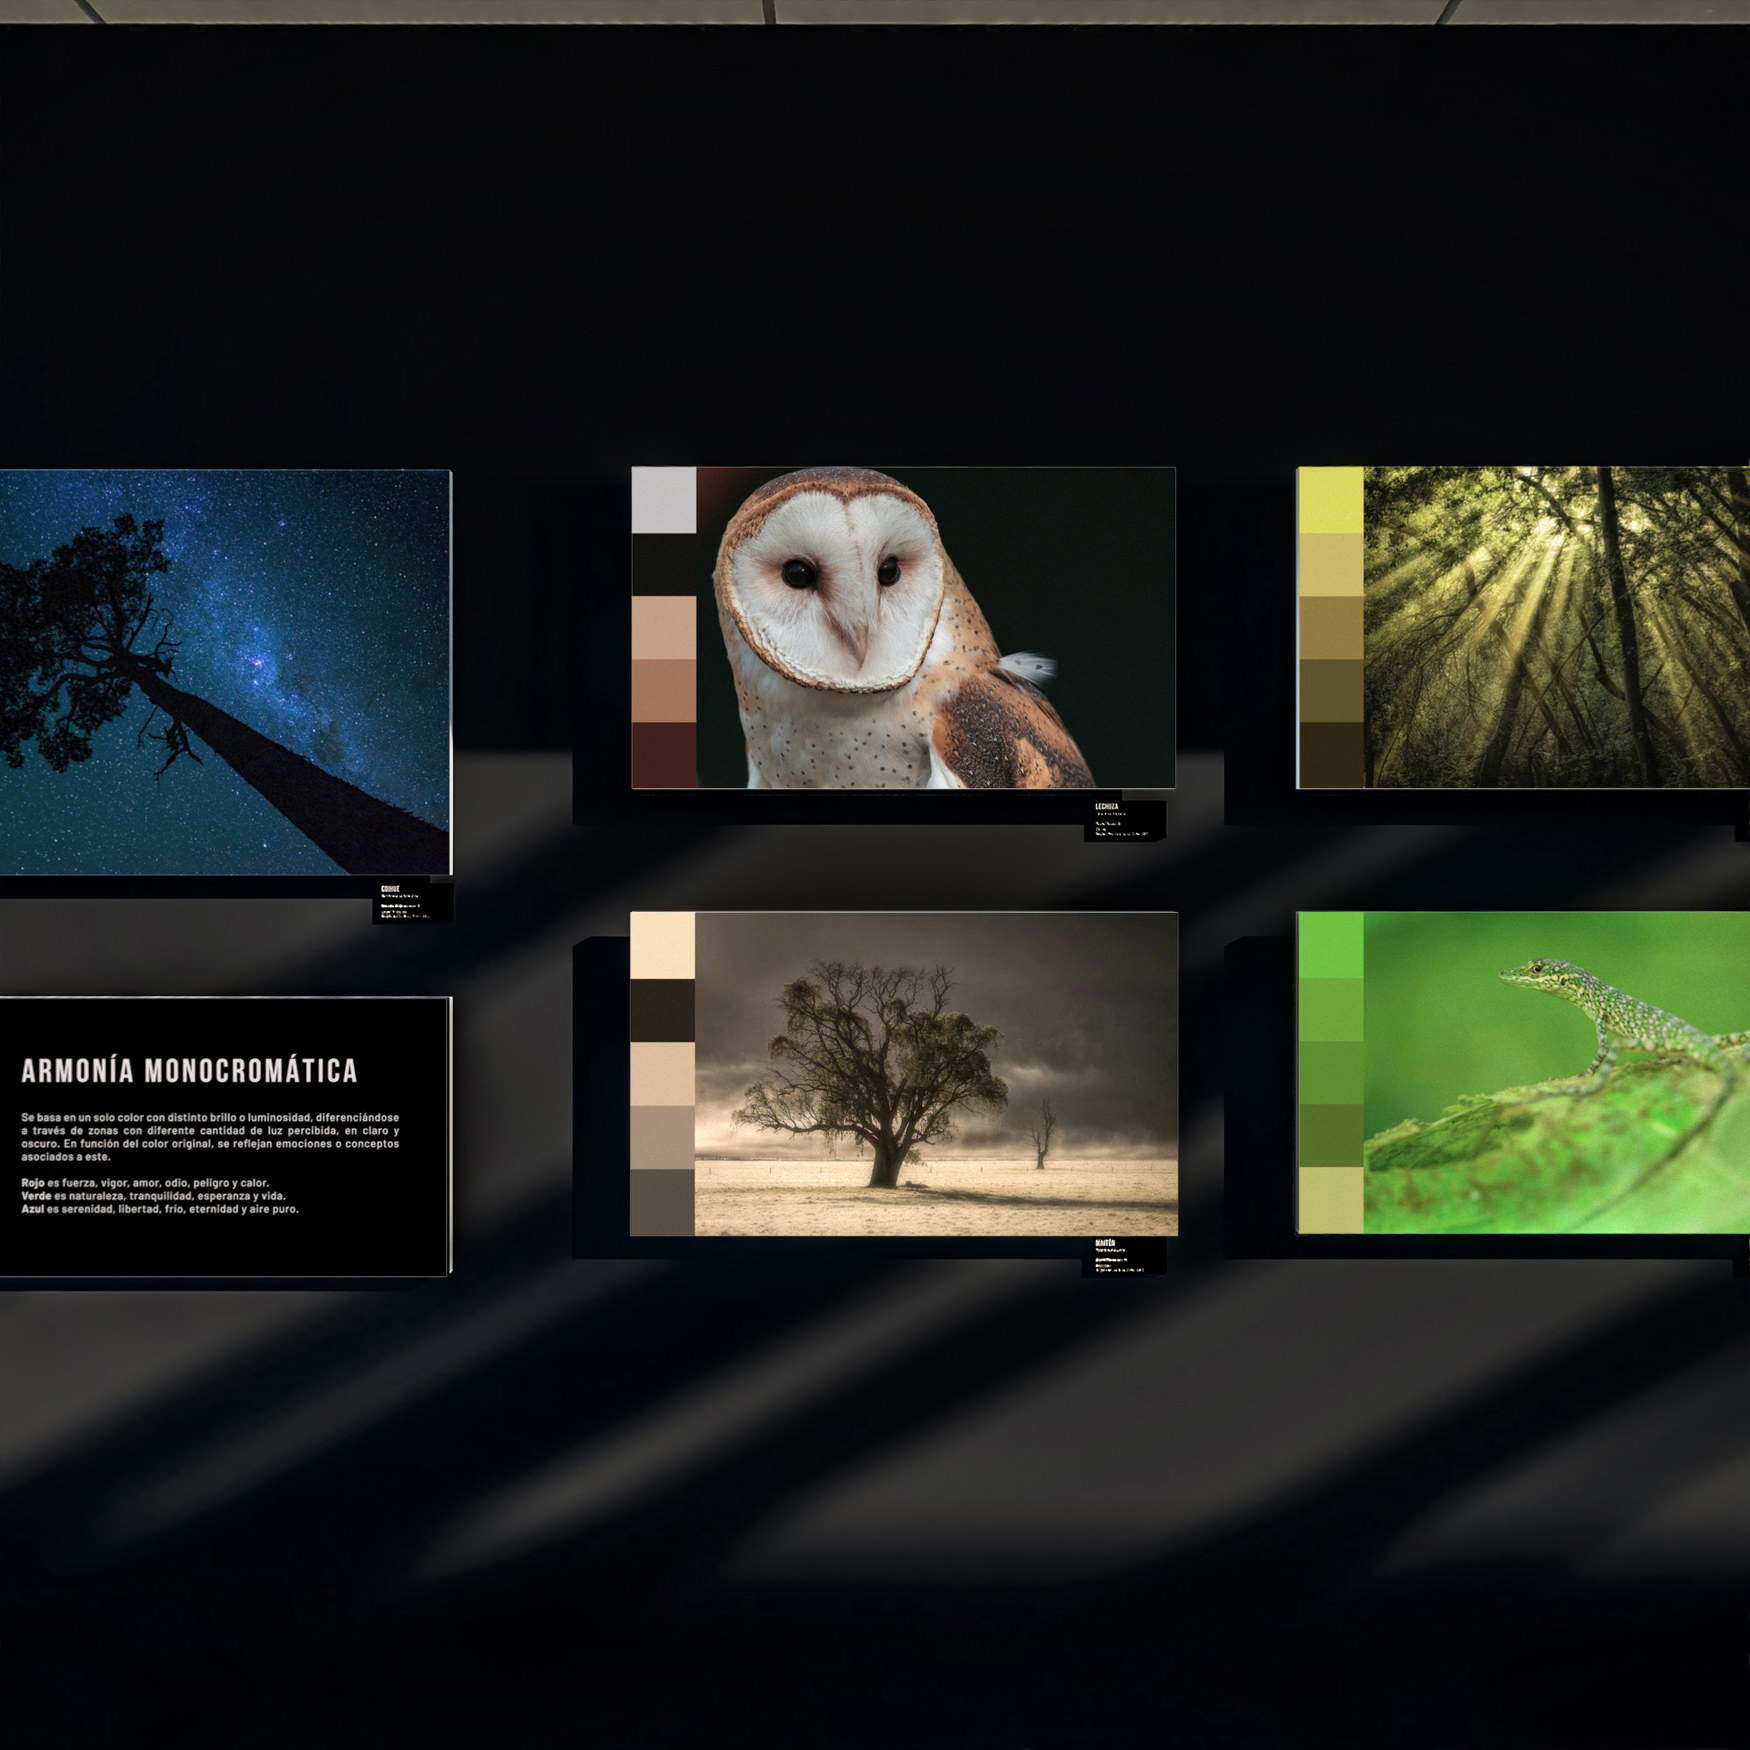 COIHUE
ARMONÍA MONOCROMÁTICA
Se basa en un solo color con distinto brillo o luminosidad, diferenciándose
a través de zonas con diferente cantidad de luz percibida, en claro y
oscuro. En función del color original, se reflejan emociones o conceptos
asociados a este.
Rojo es fuerza, vigor, amor, odio, peligro y calor.
Verde es naturaleza, tranquilidad, esperanza y vida.
Azul es serenidad, libertad, frío, eternidad y aire puro.
LECHUZA
MAITÉN